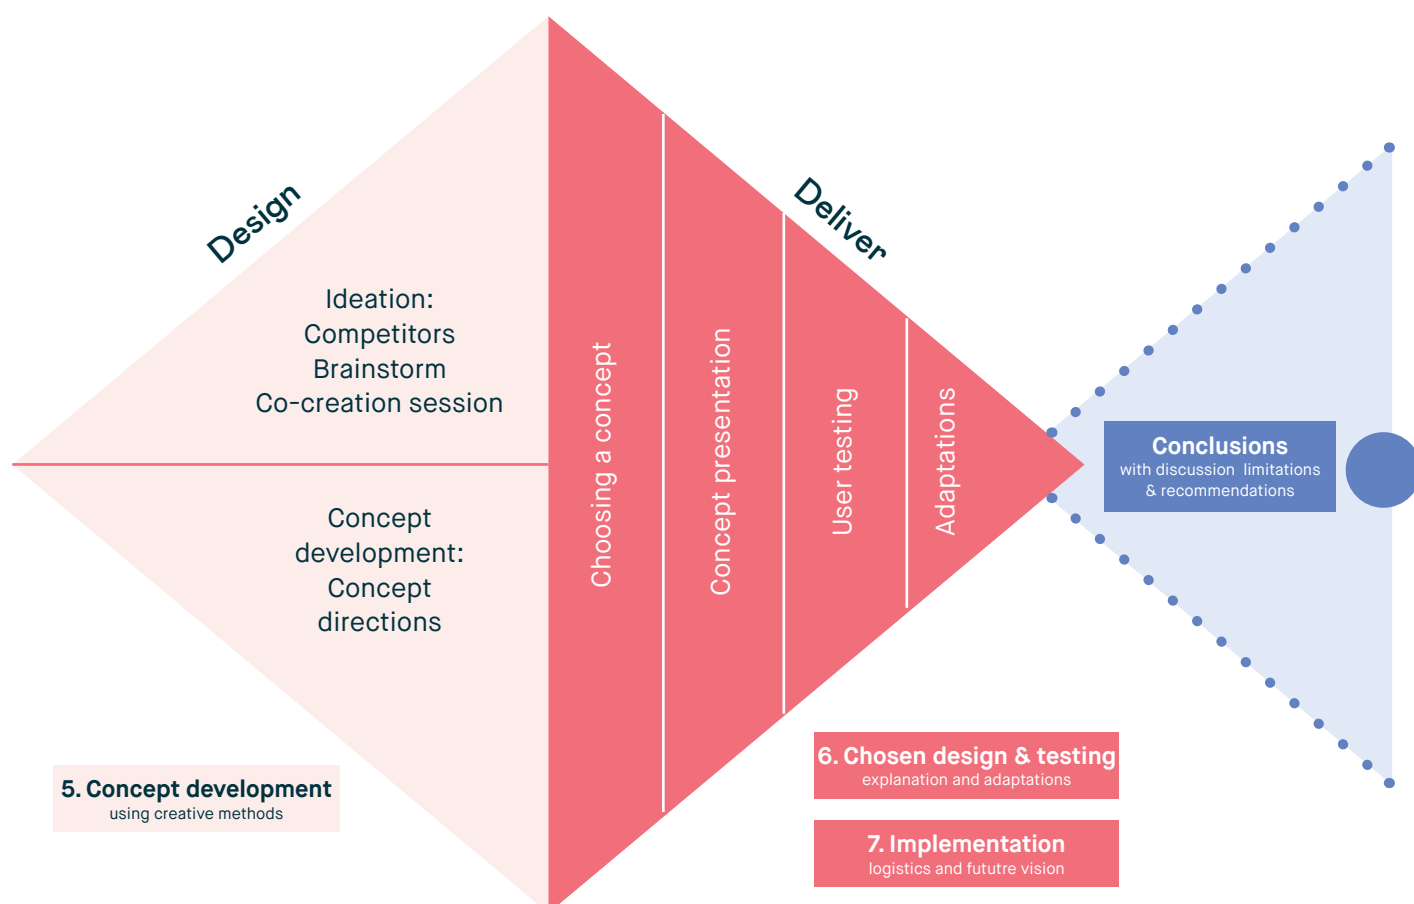 Design
Deliver
Ideation:
Competitors
Brainstorm
Co-creation session
Concept
development:
Concept
directions
Choosing a concept
Concept presentation
User testing
Adaptations
Conclusions
with discussion limitations
& recommendations
5. Concept development
using creative methods
6. Chosen design & testing
explanation and adaptations
7. Implementation
logistics and fututre vision